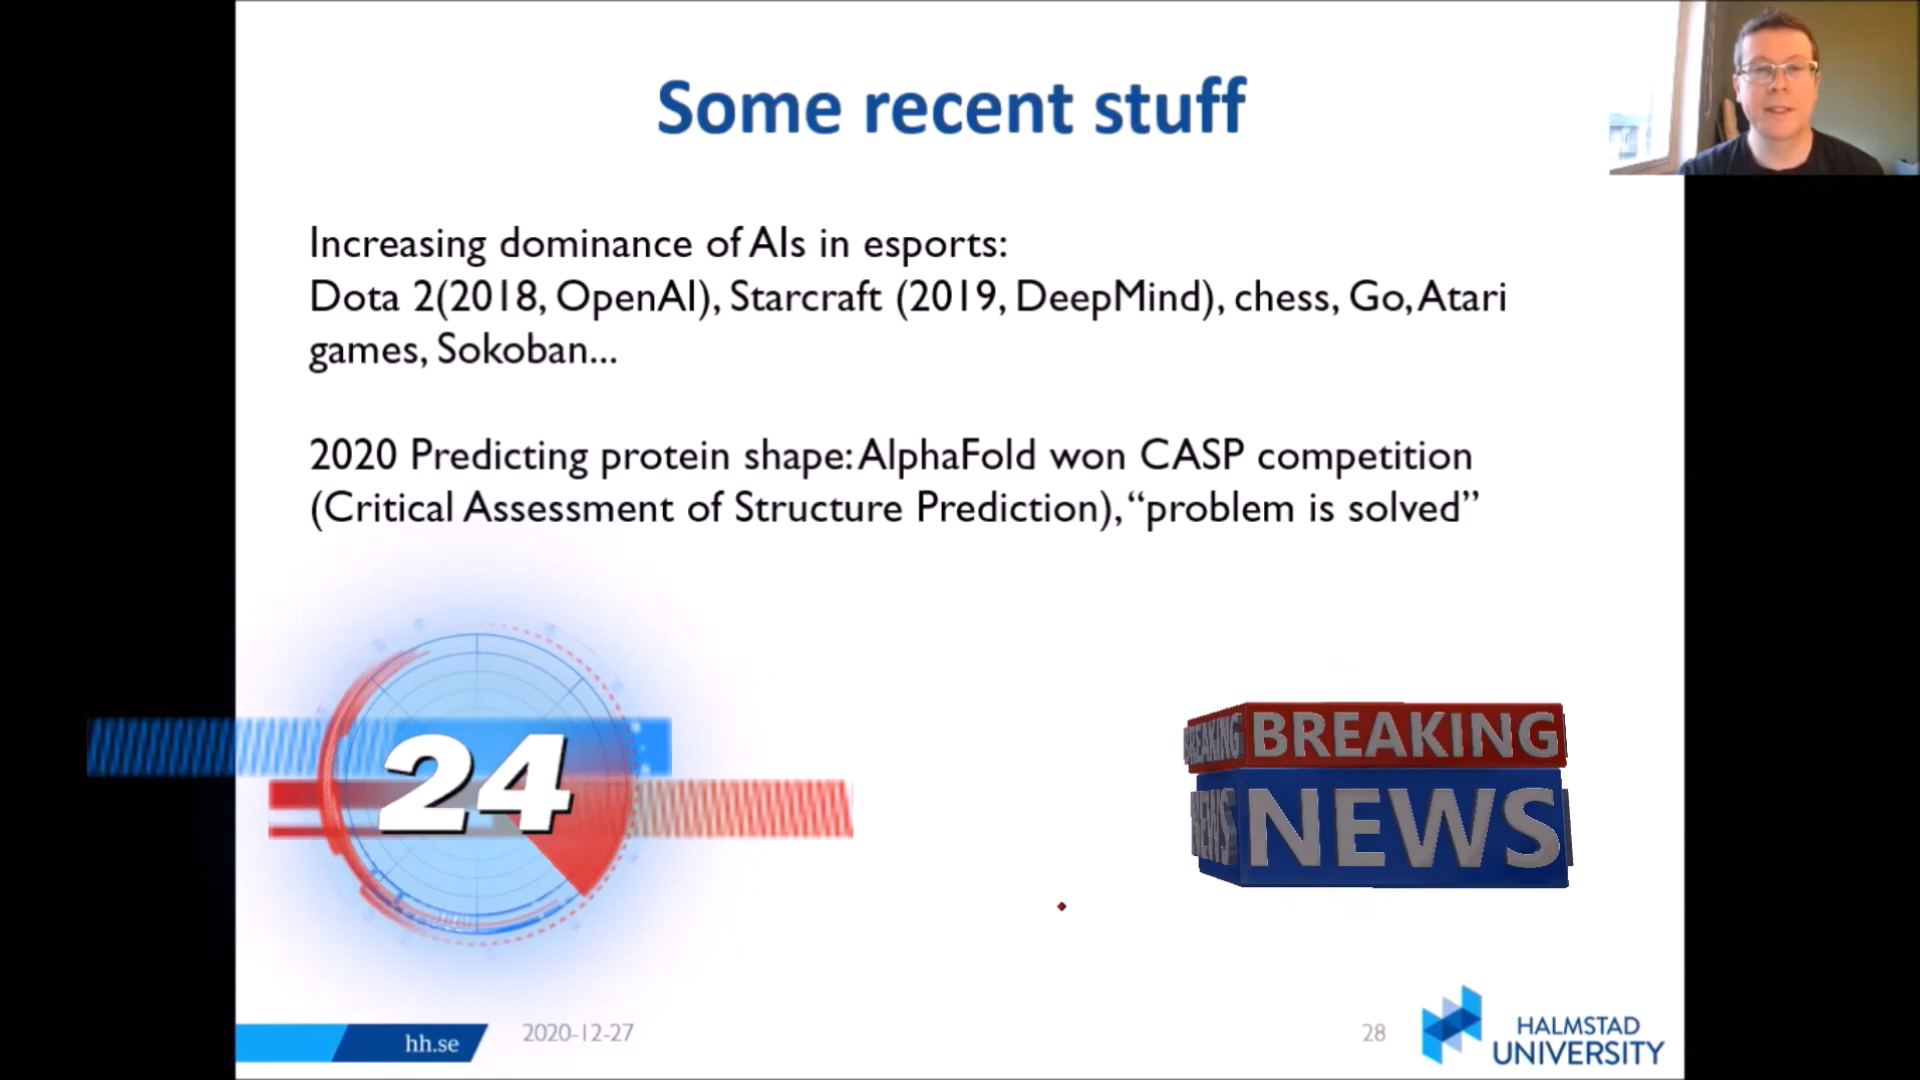 Some recent stuff
Increasing dominance of AIs in esports:
Dota 2(2018, OpenAI), Starcraft (2019, DeepMind), chess, Go, Atari
games, Sokoban...
2020 Predicting protein shape: AlphaFold won CASP competition
(Critical Assessment of Structure Prediction), “problem is solved”
24
BREAKING BREAKING
NEWS NEWS
hh.se
2020-12-27
28
HALMSTAD
UNIVERSITY